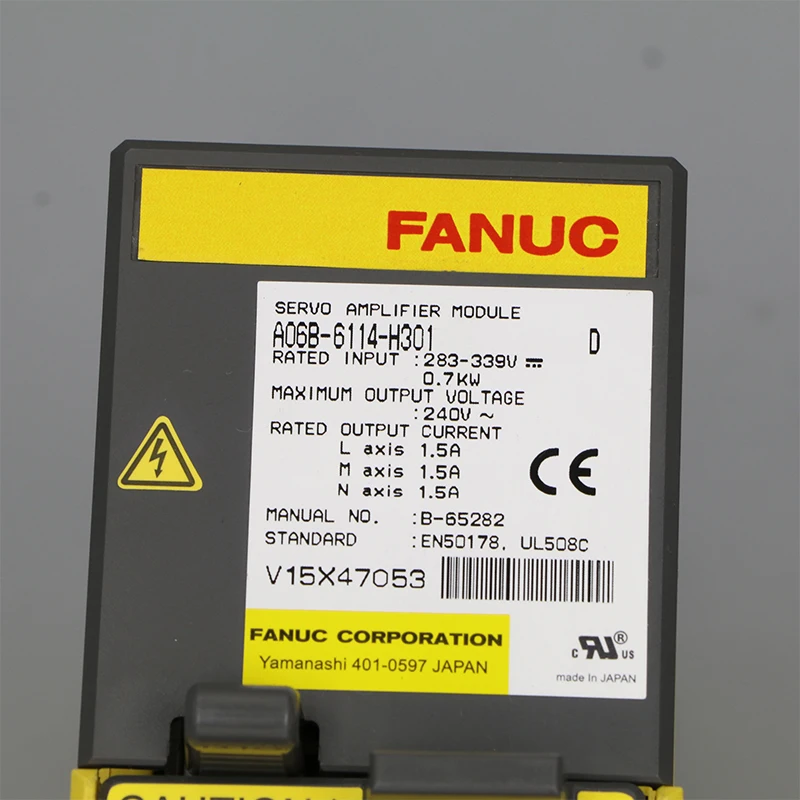 FANUC
SERVO AMPLIFIER MODULE
A06B-6114-H301 D
RATED INPUT :283-339V ⎓
0.7KW
MAXIMUM OUTPUT VOLTAGE
:240V ~
RATED OUTPUT CURRENT
L axis 1.5A
M axis 1.5A
N axis 1.5A
CE
MANUAL NO. :B-65282
STANDARD :EN50178, UL508C
V15X47053
FANUC CORPORATION
Yamanashi 401-0597 JAPAN
c RU ® US
made In JAPAN
CAUTION